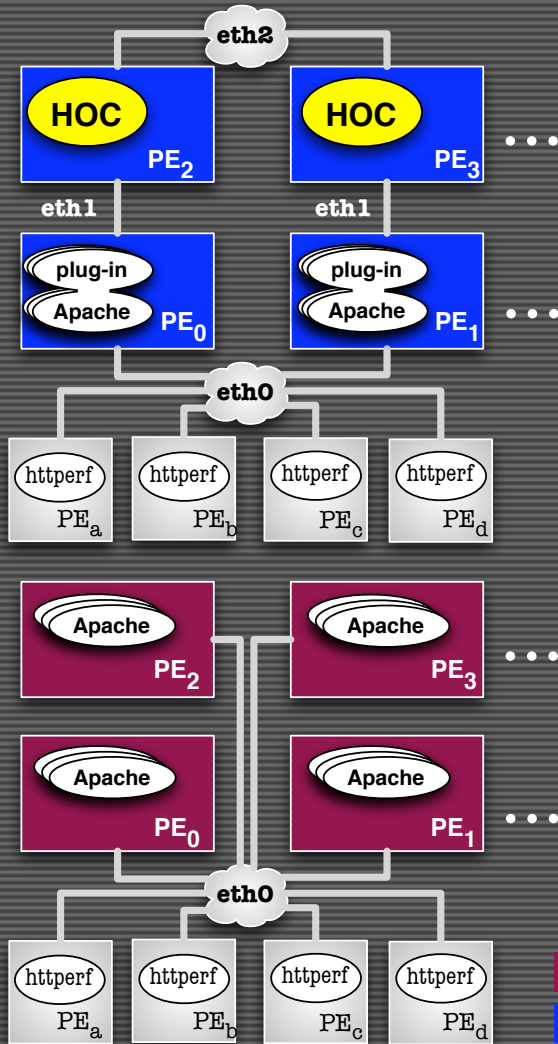 eth2
HOC
HOC
PE2
PE3
...
eth1
eth1
plug-in
plug-in
Apache
Apache
PE0
PE1
...
eth0
httperf
httperf
httperf
httperf
PEa
PEb
PEc
PEd
Apache
Apache
PE2
PE3
...
Apache
Apache
PE0
PE1
...
eth0
httperf
httperf
httperf
httperf
PEa
PEb
PEc
PEd